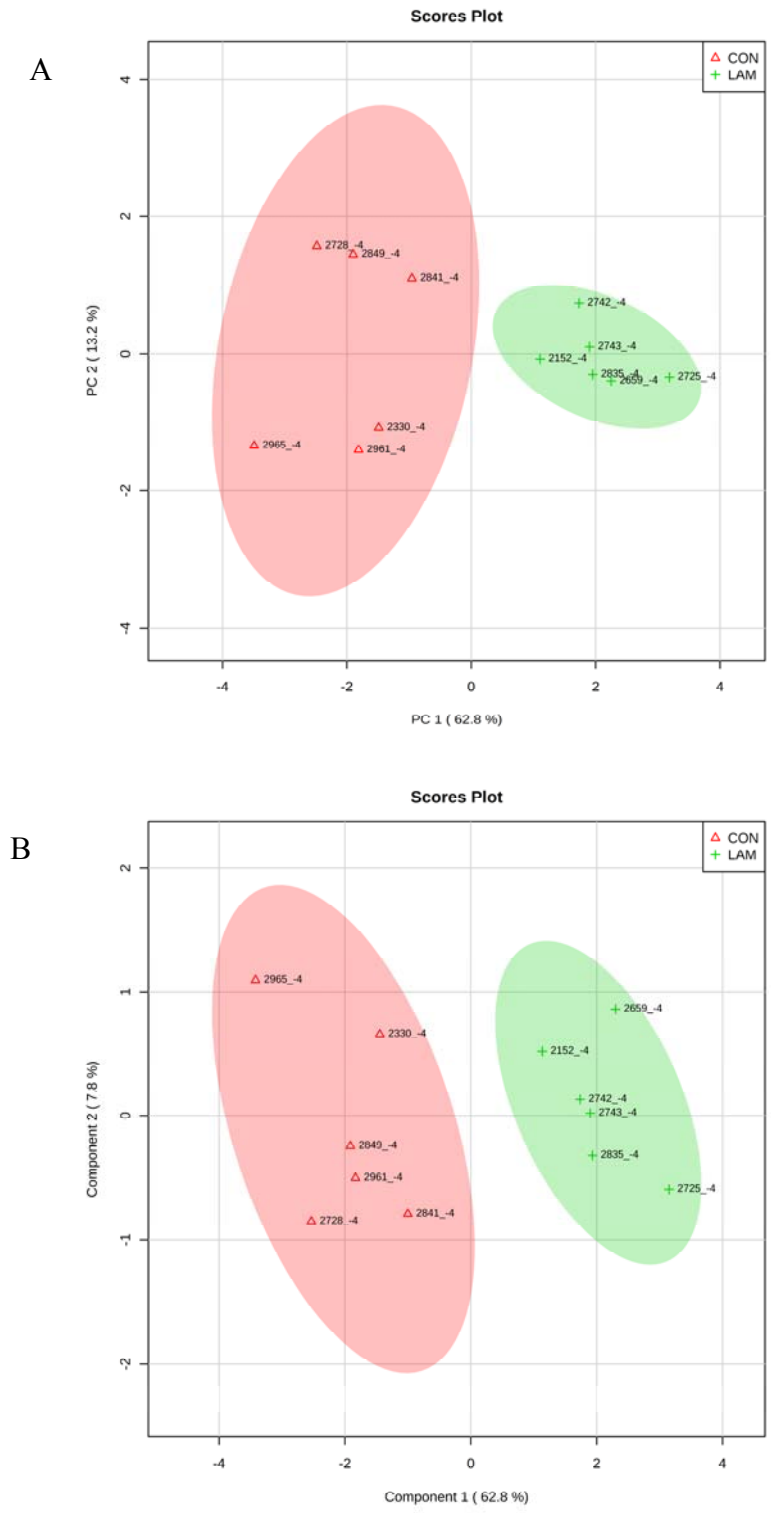 Scores Plot
A
CON
LAM
4
2
0
-2
-4
PC 2 ( 13.2 %)
2728_-4
2849_-4
2841_-4
2330_-4
2961_-4
2965_-4
2742_-4
2743_-4
2152_-4
2835_-4
2659_-4
2725_-4
-4 -2 0 2 4
PC 1 ( 62.8 %)
Scores Plot
B
CON
LAM
2
1
0
-1
-2
Component 2 ( 7.8 %)
2965_-4
2330_-4
2849_-4
2961_-4
2728_-4
2841_-4
2659_-4
2152_-4
2742_-4
2743_-4
2835_-4
2725_-4
-4 -2 0 2 4
Component 1 ( 62.8 %)